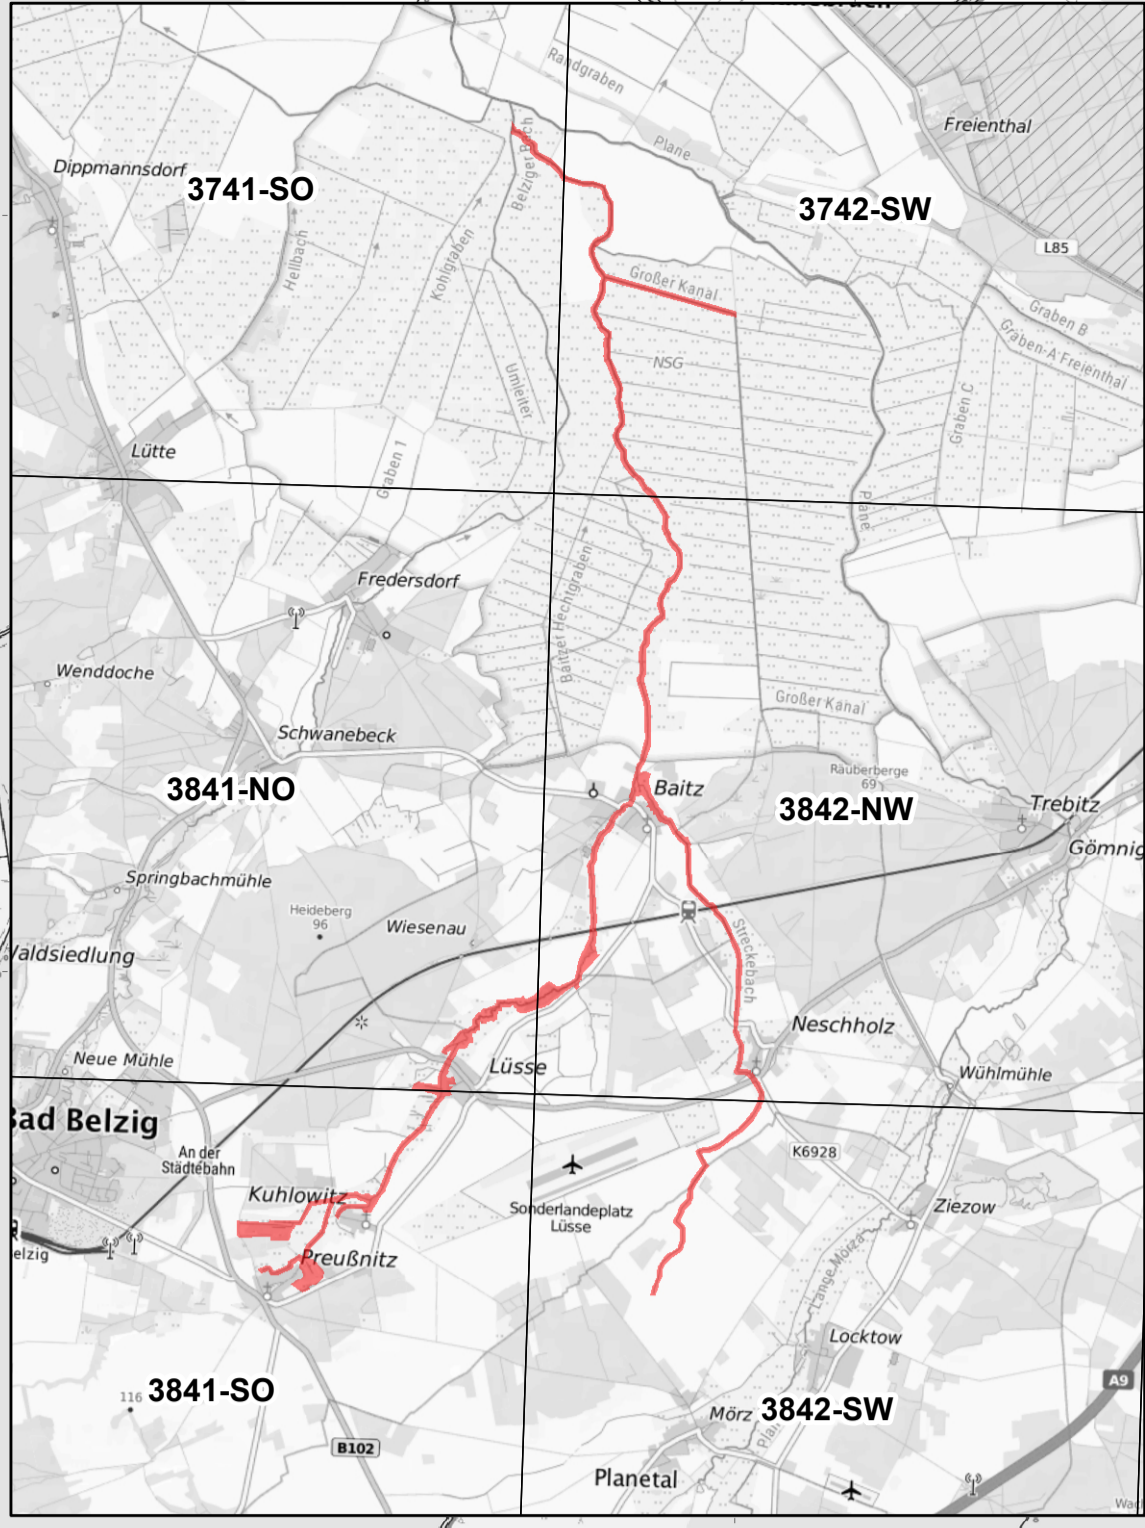 Randgraben
Freienthal
Plane
Dippmannsdorf
3741-SO
Belziger Bach
3742-SW
L85
Hellbach
Kohlgraben
Großer Kanal
Graben B
Graben-A-Freienthal
NSG
Umleiter
Graben C
Lütte
Graben 1
Plane
Fredersdorf
Baitzer Hechtgraben
Wenddoche
Großer Kanal
Schwanebeck
Räuberberge
69
3841-NO
Baitz
3842-NW
Trebitz
Gömnig
Springbachmühle
Heideberg
96
Wiesenau
Streckebach
Neschholz
Neue Mühle
Lüsse
Wühlmühle
Bad Belzig
An der
Städtebahn
K6928
Kuhlowitz
Sonderlandeplatz
Lüsse
Ziezow
Preußnitz
Lange Mörza
Locktow
A9
116
3841-SO
Mörz
3842-SW
B102
Planetal